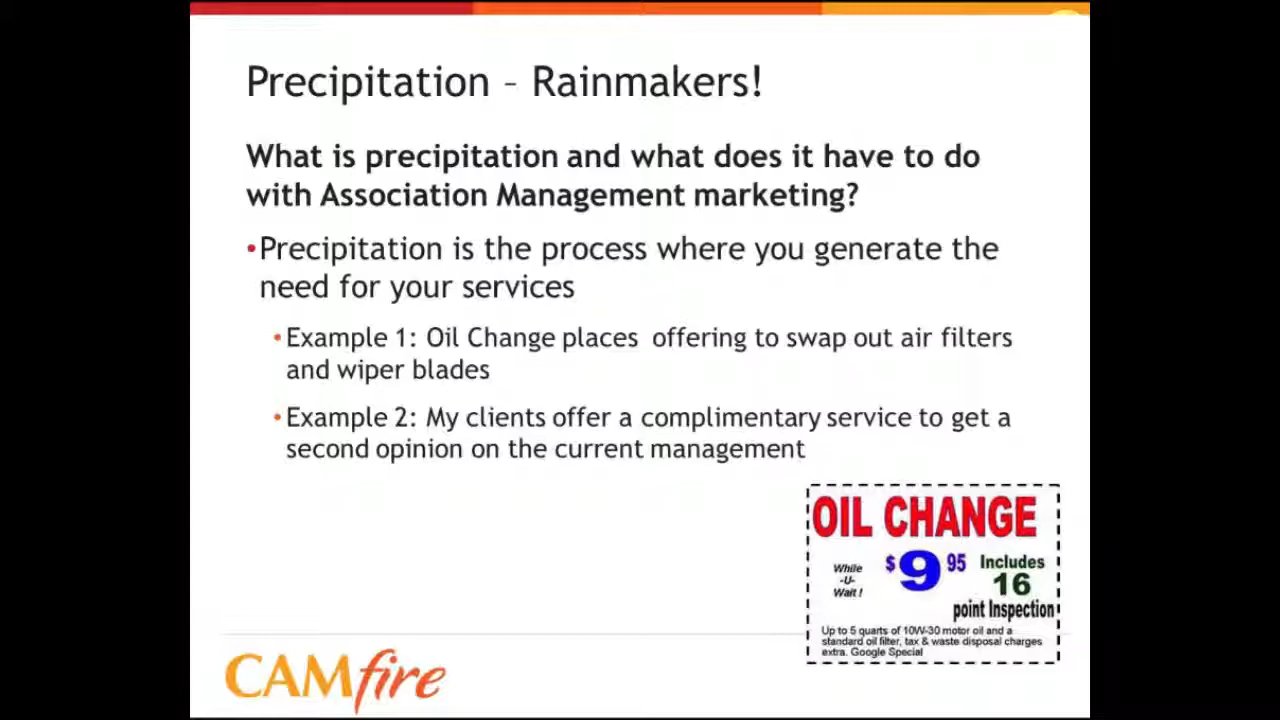 Precipitation – Rainmakers!
What is precipitation and what does it have to do
with Association Management marketing?
•Precipitation is the process where you generate the
need for your services
•Example 1: Oil Change places offering to swap out air filters
and wiper blades
•Example 2: My clients offer a complimentary service to get a
second opinion on the current management
OIL CHANGE
While
-U-
Wait !
$9 95
Includes
16
point Inspection
Up to 5 quarts of 10W-30 motor oil and a
standard oil filter, tax & waste disposal charges
extra. Google Special
CAMfire